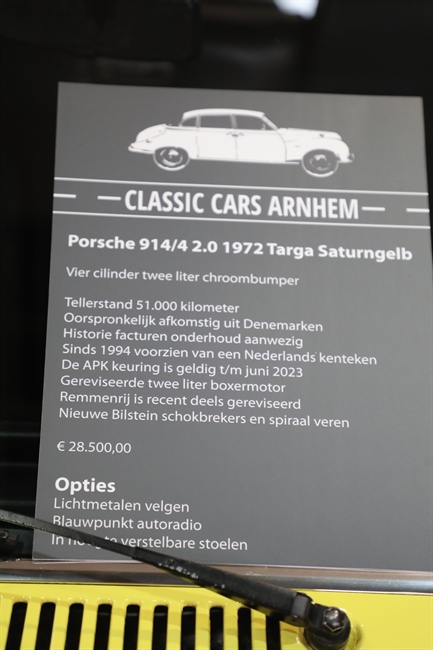 CLASSIC CARS ARNHEM
Porsche 914/4 2.0 1972 Targa Saturngelb
Vier cilinder twee liter chroombumper
Tellerstand 51.000 kilometer
Oorspronkelijk afkomstig uit Denemarken
Historie facturen onderhoud aanwezig
Sinds 1994 voorzien van een Nederlands kenteken
De APK keuring is geldig t/m juni 2023
Gereviseerde twee liter boxermotor
Remmenrij is recent deels gereviseerd
Nieuwe Bilstein schokbrekers en spiraal veren
€ 28.500,00
Opties
Lichtmetalen velgen
Blauwpunkt autoradio
In verstelbare stoelen